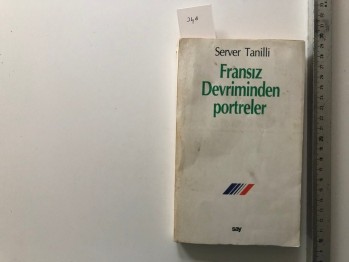 Server Tanilli
Fransız
Devriminden
portreler
say